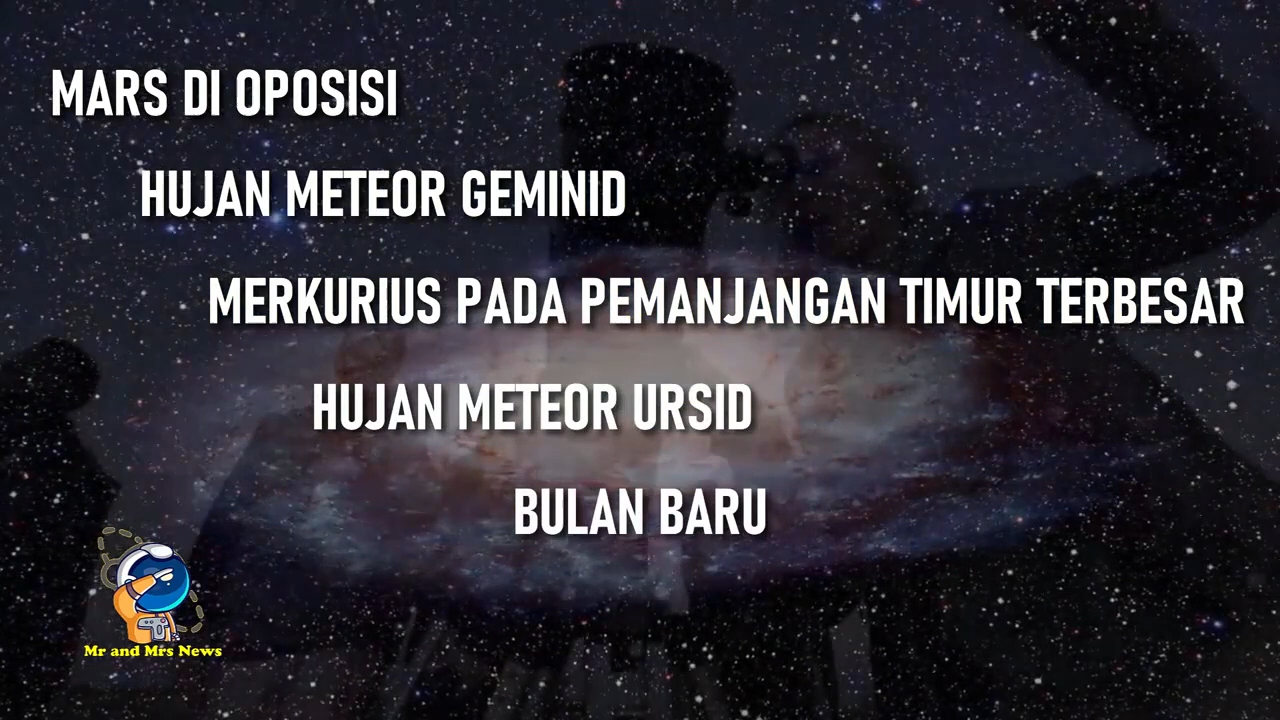 MARS DI OPOSISI
HUJAN METEOR GEMINID
MERKURIUS PADA PEMANJANGAN TIMUR TERBESAR
HUJAN METEOR URSID
BULAN BARU
Mr and Mrs News